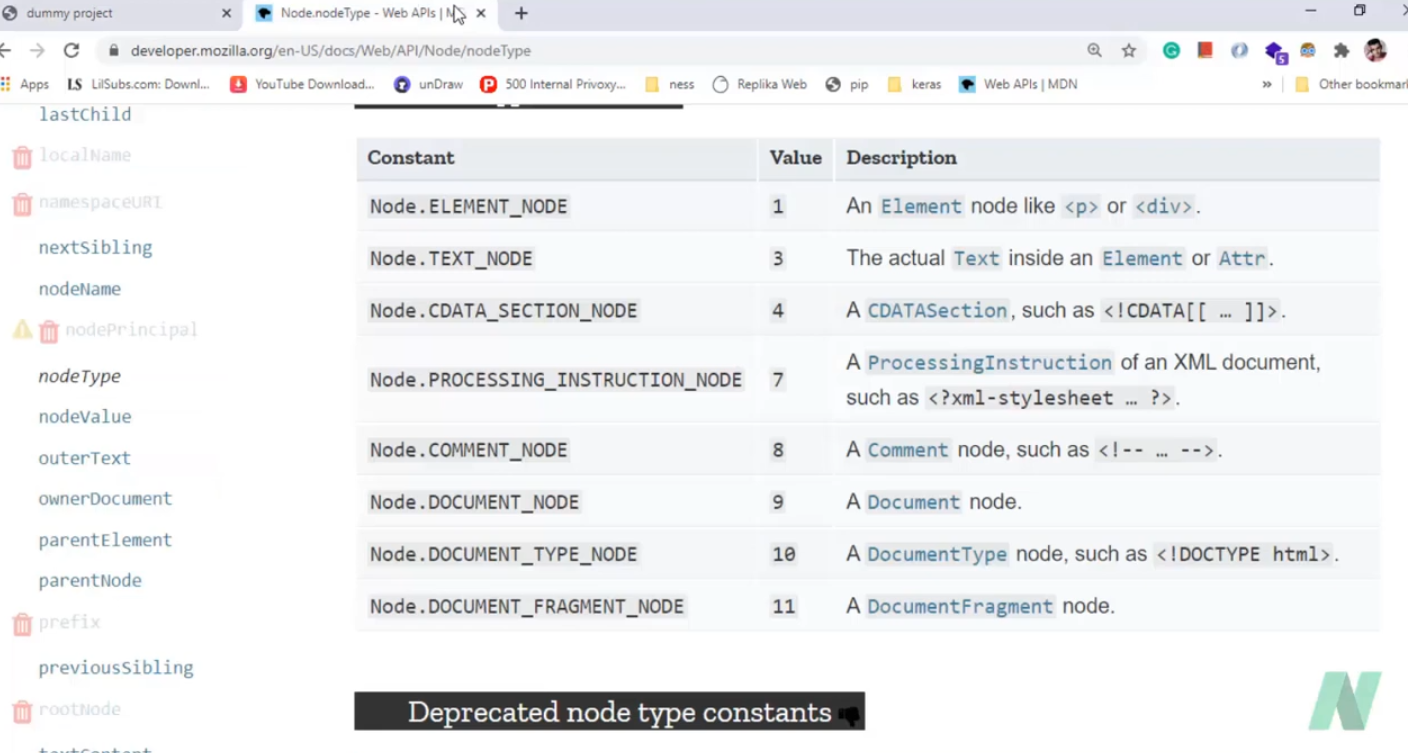 dummy project
Node.nodeType - Web APIs | M
developer.mozilla.org/en-US/docs/Web/API/Node/nodeType
5
Apps LS LilSubs.com: Downl... YouTube Download... unDraw 500 Internal Privoxy... ness Replika Web pip keras Web APIs | MDN » Other bookmar
lastChild
localName
namespaceURI
nextSibling
nodeName
nodePrincipal
nodeType
nodeValue
outerText
ownerDocument
parentElement
parentNode
prefix
previousSibling
rootNode
textContent
Constant Value Description
Node.ELEMENT_NODE 1 An Element node like <p> or <div>.
Node.TEXT_NODE 3 The actual Text inside an Element or Attr.
Node.CDATA_SECTION_NODE 4 A CDATASection, such as <!CDATA[[ … ]]>.
Node.PROCESSING_INSTRUCTION_NODE 7 A ProcessingInstruction of an XML document,
such as <?xml-stylesheet … ?>.
Node.COMMENT_NODE 8 A Comment node, such as <!-- … -->.
Node.DOCUMENT_NODE 9 A Document node.
Node.DOCUMENT_TYPE_NODE 10 A DocumentType node, such as <!DOCTYPE html>.
Node.DOCUMENT_FRAGMENT_NODE 11 A DocumentFragment node.
Deprecated node type constants